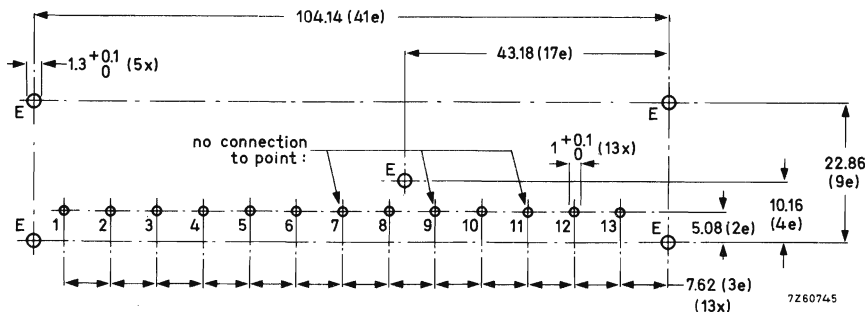 104.14 (41e)
43.18 (17e)
1.3 +0.1 0 (5x)
E
E
no connection
to point:
1 +0.1 0 (13x)
E
22.86
(9e)
10.16
(4e)
5.08 (2e)
1 2 3 4 5 6 7 8 9 10 11 12 13
E
E
7.62 (3e)
(13x)
7Z60745